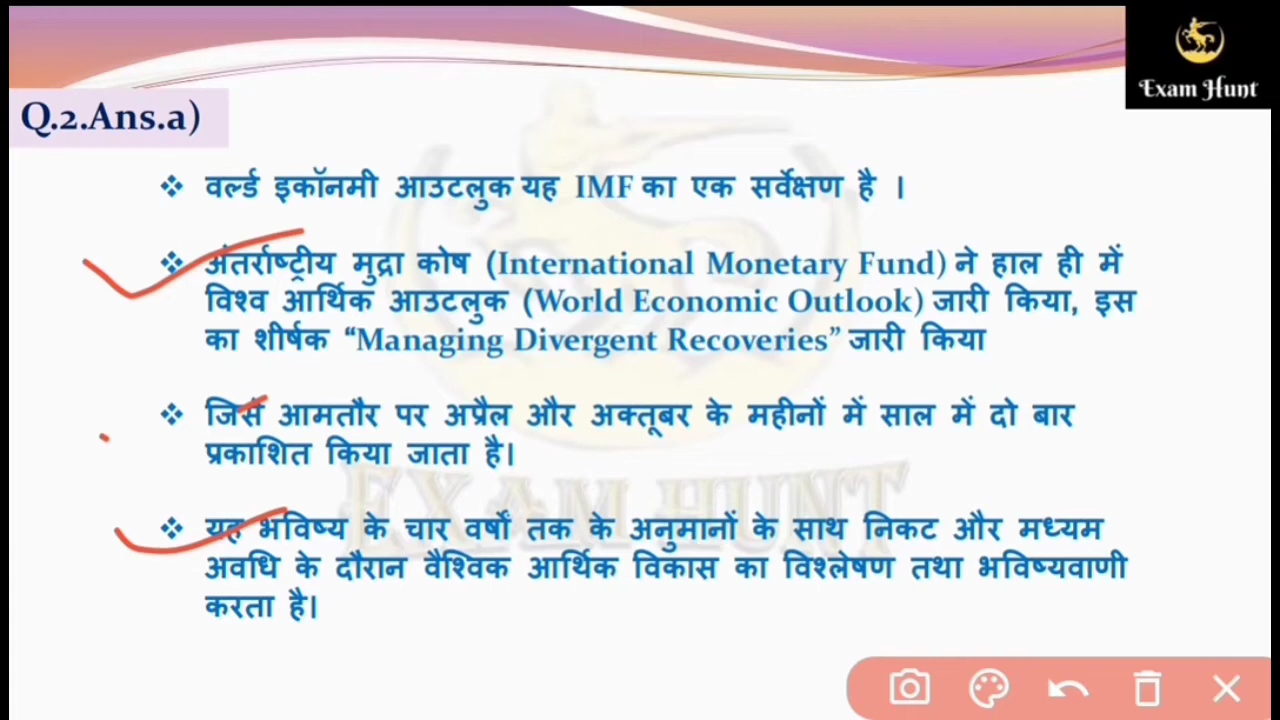 Exam Hunt
Q.2.Ans.a)
❖ वर्ल्ड इकॉनमी आउटलुक यह IMF का एक सर्वेक्षण है ।
❖ अंतर्राष्ट्रीय मुद्रा कोष (International Monetary Fund) ने हाल ही में
विश्व आर्थिक आउटलुक (World Economic Outlook) जारी किया, इस
का शीर्षक “Managing Divergent Recoveries” जारी किया
❖ जिसे आमतौर पर अप्रैल और अक्तूबर के महीनों में साल में दो बार
प्रकाशित किया जाता है।
❖ यह भविष्य के चार वर्षों तक के अनुमानों के साथ निकट और मध्यम
अवधि के दौरान वैश्विक आर्थिक विकास का विश्लेषण तथा भविष्यवाणी
करता है।
EXAM HUNT